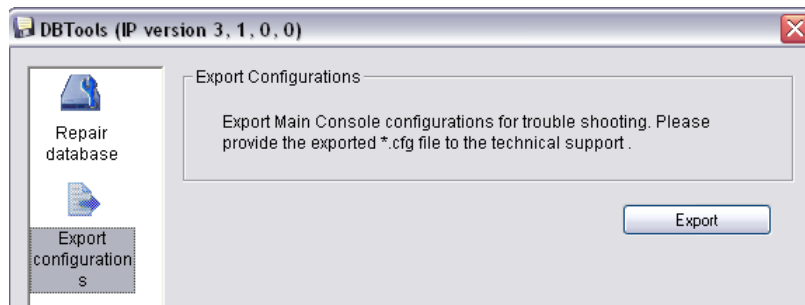 DBTools (IP version 3, 1, 0, 0)
Repair
database
Export
configuration
s
Export Configurations
Export Main Console configurations for trouble shooting. Please
provide the exported *.cfg file to the technical support .
Export